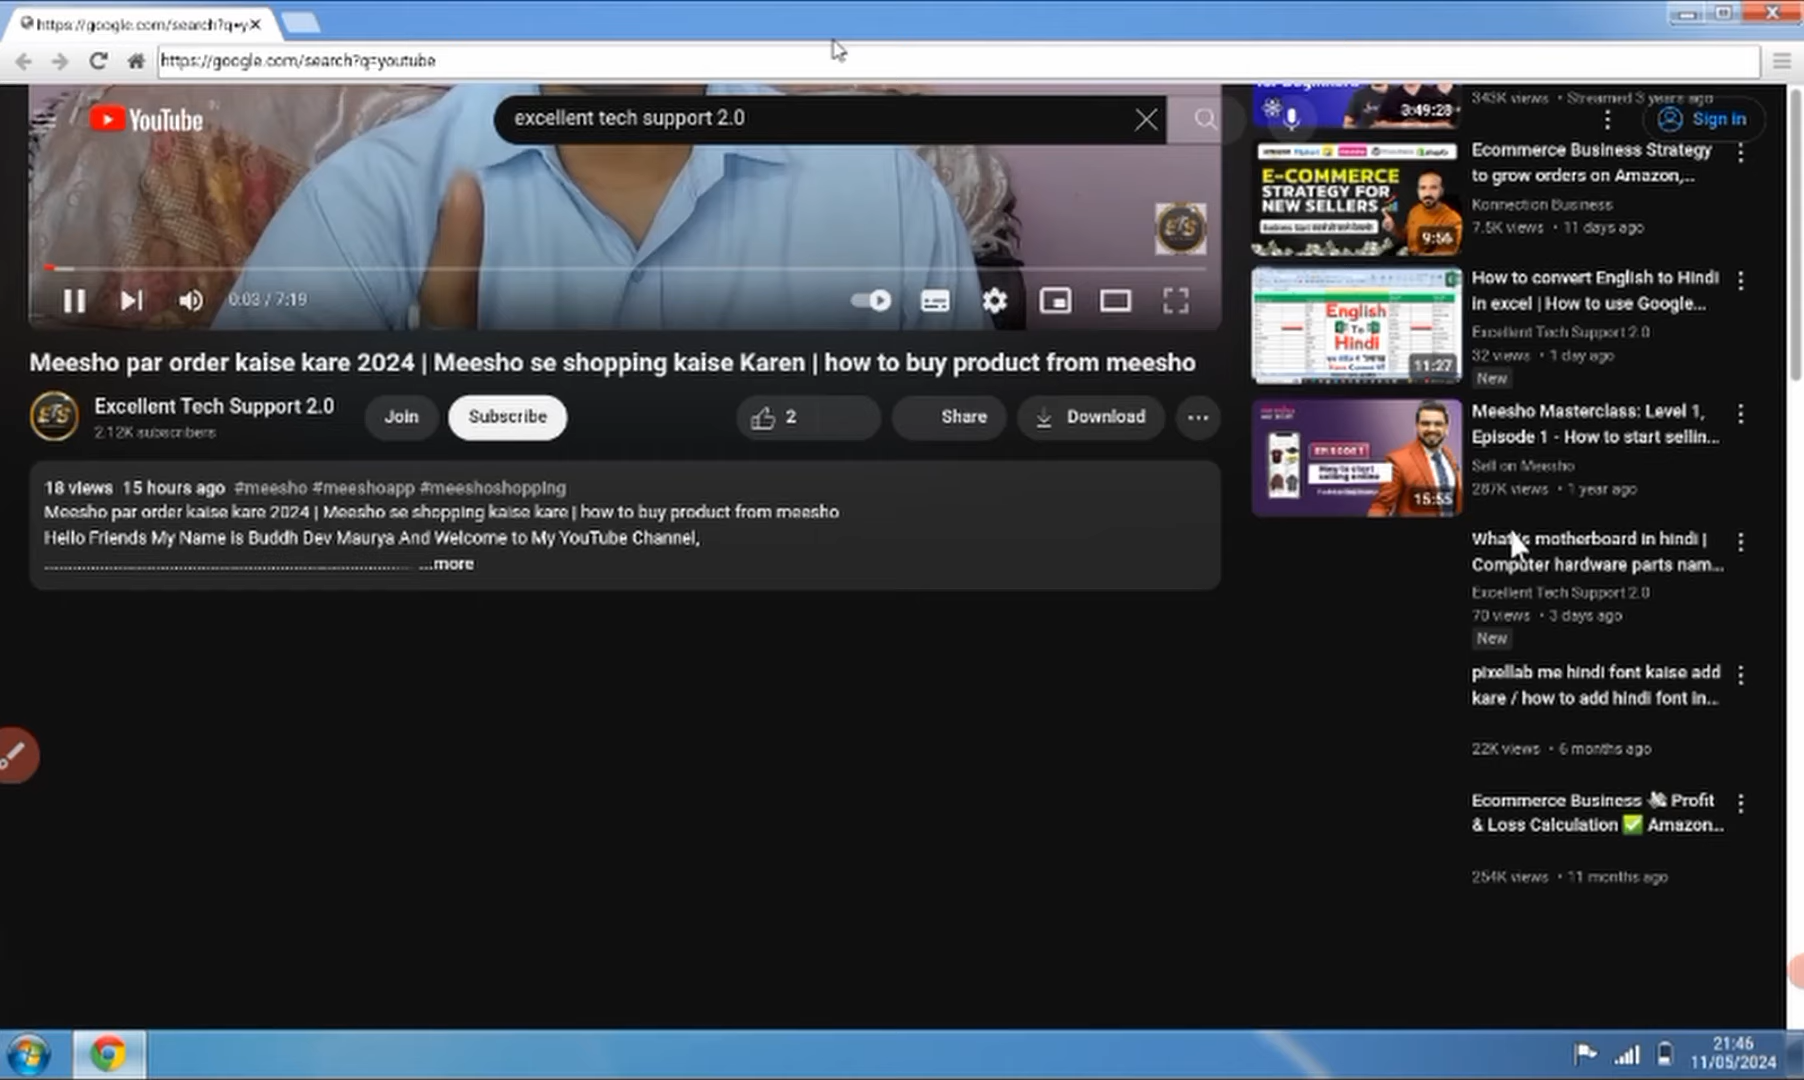 https://google.com/search?q=y
https://google.com/search?q=youtube
YouTube IN
excellent tech support 2.0
Sign in
0:03 / 7:19
Meesho par order kaise kare 2024 | Meesho se shopping kaise Karen | how to buy product from meesho
Excellent Tech Support 2.0
2.12K subscribers
Join
Subscribe
2
Share
Download
18 views 15 hours ago #meesho #meeshoapp #meeshoshopping
Meesho par order kaise kare 2024 | Meesho se shopping kaise kare | how to buy product from meesho
Hello Friends My Name is Buddh Dev Maurya And Welcome to My YouTube Channel,
...more
3:49:28
343K views • Streamed 3 years ago
E-COMMERCE
STRATEGY FOR
NEW SELLERS
9:56
Ecommerce Business Strategy
to grow orders on Amazon,...
Konnection Business
7.5K views • 11 days ago
English
To
Hindi
11:27
How to convert English to Hindi
in excel | How to use Google...
Excellent Tech Support 2.0
32 views • 1 day ago
New
EPISODE 1
How to start
selling online
15:55
Meesho Masterclass: Level 1,
Episode 1 - How to start sellin...
Sell on Meesho
287K views • 1 year ago
What is motherboard in hindi |
Computer hardware parts nam...
Excellent Tech Support 2.0
70 views • 3 days ago
New
pixellab me hindi font kaise add
kare / how to add hindi font in...
22K views • 6 months ago
Ecommerce Business 💸 Profit
& Loss Calculation ✅ Amazon...
254K views • 11 months ago
21:46
11/05/2024